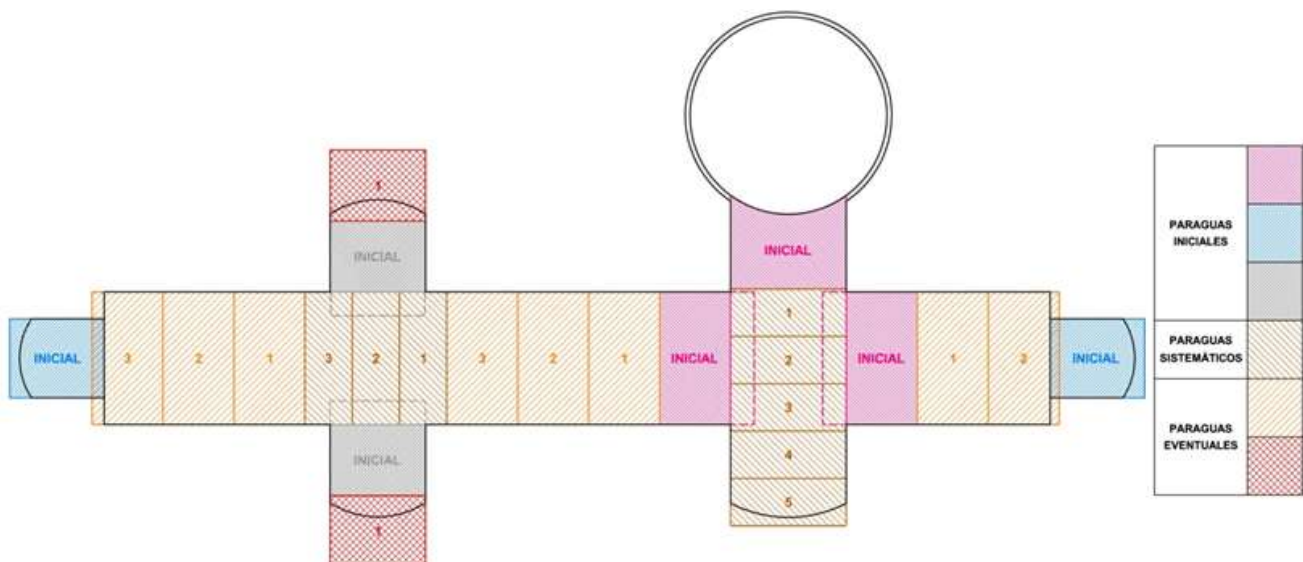 1
INICIAL
INICIAL
INICIAL
3
2
1
3
2
1
3
2
1
INICIAL
1
2
3
4
5
INICIAL
1
2
INICIAL
INICIAL
1
PARAGUAS
INICIALES
PARAGUAS
SISTEMÁTICOS
PARAGUAS
EVENTUALES